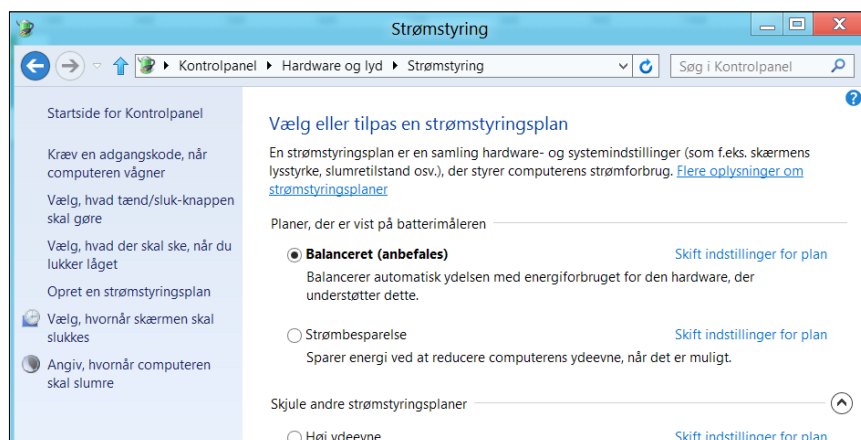 Strømstyring
Kontrolpanel Hardware og lyd Strømstyring
Søg i Kontrolpanel
Startside for Kontrolpanel
Kræv en adgangskode, når
computeren vågner
Vælg, hvad tænd/sluk-knappen
skal gøre
Vælg, hvad der skal ske, når du
lukker låget
Opret en strømstyringsplan
Vælg, hvornår skærmen skal
slukkes
Angiv, hvornår computeren
skal slumre
Vælg eller tilpas en strømstyringsplan
En strømstyringsplan er en samling hardware- og systemindstillinger (som f.eks. skærmens
lysstyrke, slumretilstand osv.), der styrer computerens strømforbrug. Flere oplysninger om
strømstyringsplaner
Planer, der er vist på batterimåleren
Balanceret (anbefales) Skift indstillinger for plan
Balancerer automatisk ydelsen med energiforbruget for den hardware, der
understøtter dette.
Strømbesparelse Skift indstillinger for plan
Sparer energi ved at reducere computerens ydeevne, når det er muligt.
Skjule andre strømstyringsplaner
Høj ydeevne Skift indstillinger for plan